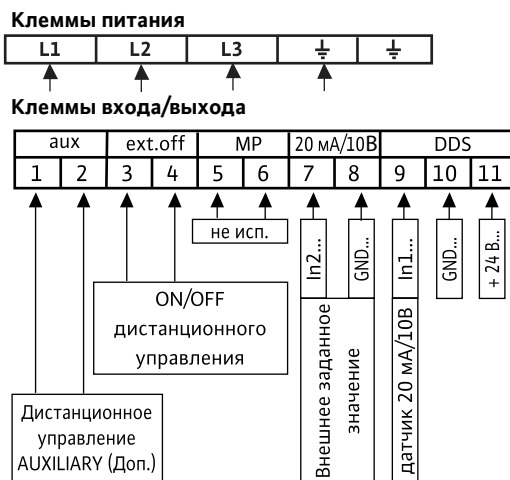 Клеммы питания
L1 L2 L3
Клеммы входа/выхода
aux ext.off MP 20 мА/10В DDS
1 2 3 4 5 6 7 8 9 10 11
не исп.
In2...
GND...
In1...
GND...
+ 24 В...
ON/OFF
дистанционного
управления
Внешнее заданное
значение
датчик 20 мА/10В
Дистанционное
управление
AUXILIARY (Доп.)